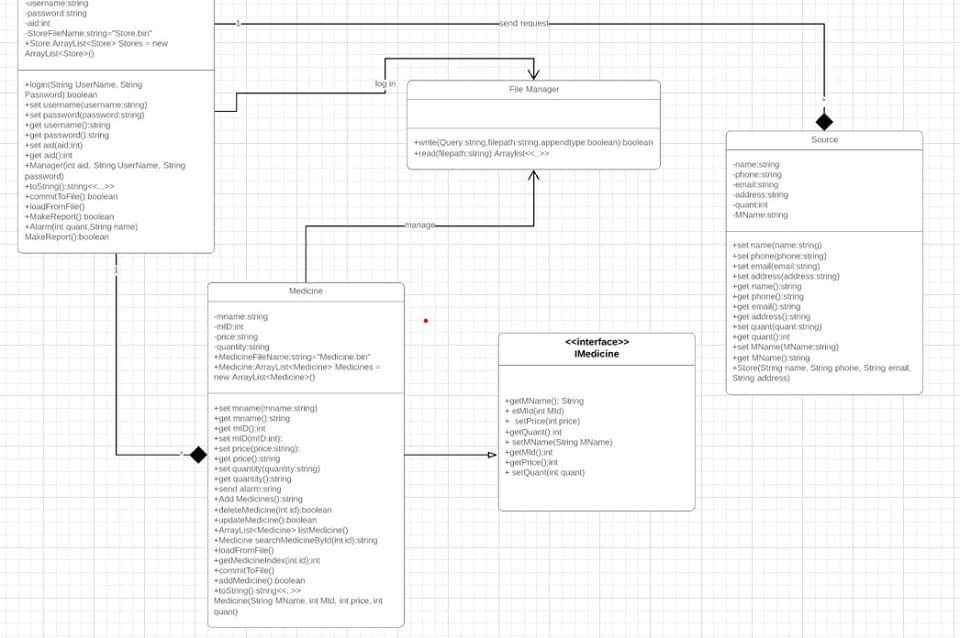 -username:string
-password:string
-aid:int
-StoreFileName:string="Store.bin"
+Store:ArrayList<Store> Stores = new
ArrayList<Store>()
+login(String UserName, String
Password):boolean
+set username(username:string)
+set password(password:string)
+get username():string
+get password():string
+set aid(aid:int)
+get aid():int
+Manager(int aid, String UserName, String
password)
+toString():string<<...>>
+commitToFile():boolean
+loadFromFile()
+MakeReport():boolean
+Alarm(int quant,String name)
MakeReport():boolean
1
send request
log in
File Manager
+write(Query:string,filepath:string,appendtype:boolean):boolean
+read(filepath:string):Arraylist<<...>>
manage
1
Source
-name:string
-phone:string
-email:string
-address:string
-quant:int
-MName:string
+set name(name:string)
+set phone(phone:string)
+set email(email:string)
+set address(address:string)
+get name():string
+get phone():string
+get email():string
+get address():string
+set quant(quant:string)
+get quant():int
+set MName(MName:string)
+get MName():string
+Store(String name, String phone, String email,
String address)
Medicine
-mname:string
-mID:int
-price:string
-quantity:string
+MedicineFileName:string="Medicine.bin"
+Medicine:ArrayList<Medicine> Medicines =
new ArrayList<Medicine>()
+set mname(mname:string)
+get mname():string
+get mID():int
+set mID(mID:int):
+set price(price:string):
+get price():string
+set quantity(quantity:string)
+get quantity():string
+send alarm:sring
+Add Medicines():string
+deleteMedicine(int id):boolean
+updateMedicine():boolean
+ArrayList<Medicine> listMedicine()
+Medicine searchMedicineById(int id):string
+loadFromFile()
+getMedicineIndex(int id):int
+commitToFile()
+addMedicine():boolean
+toString():string<<...>>
Medicine(String MName, int MId, int price, int
quant)
<<interface>>
IMedicine
+getMName(): String
+ etMId(int MId)
+ setPrice(int price)
+getQuant():int
+ setMName(String MName)
+getMId():int
+getPrice():int
+ setQuant(int quant)